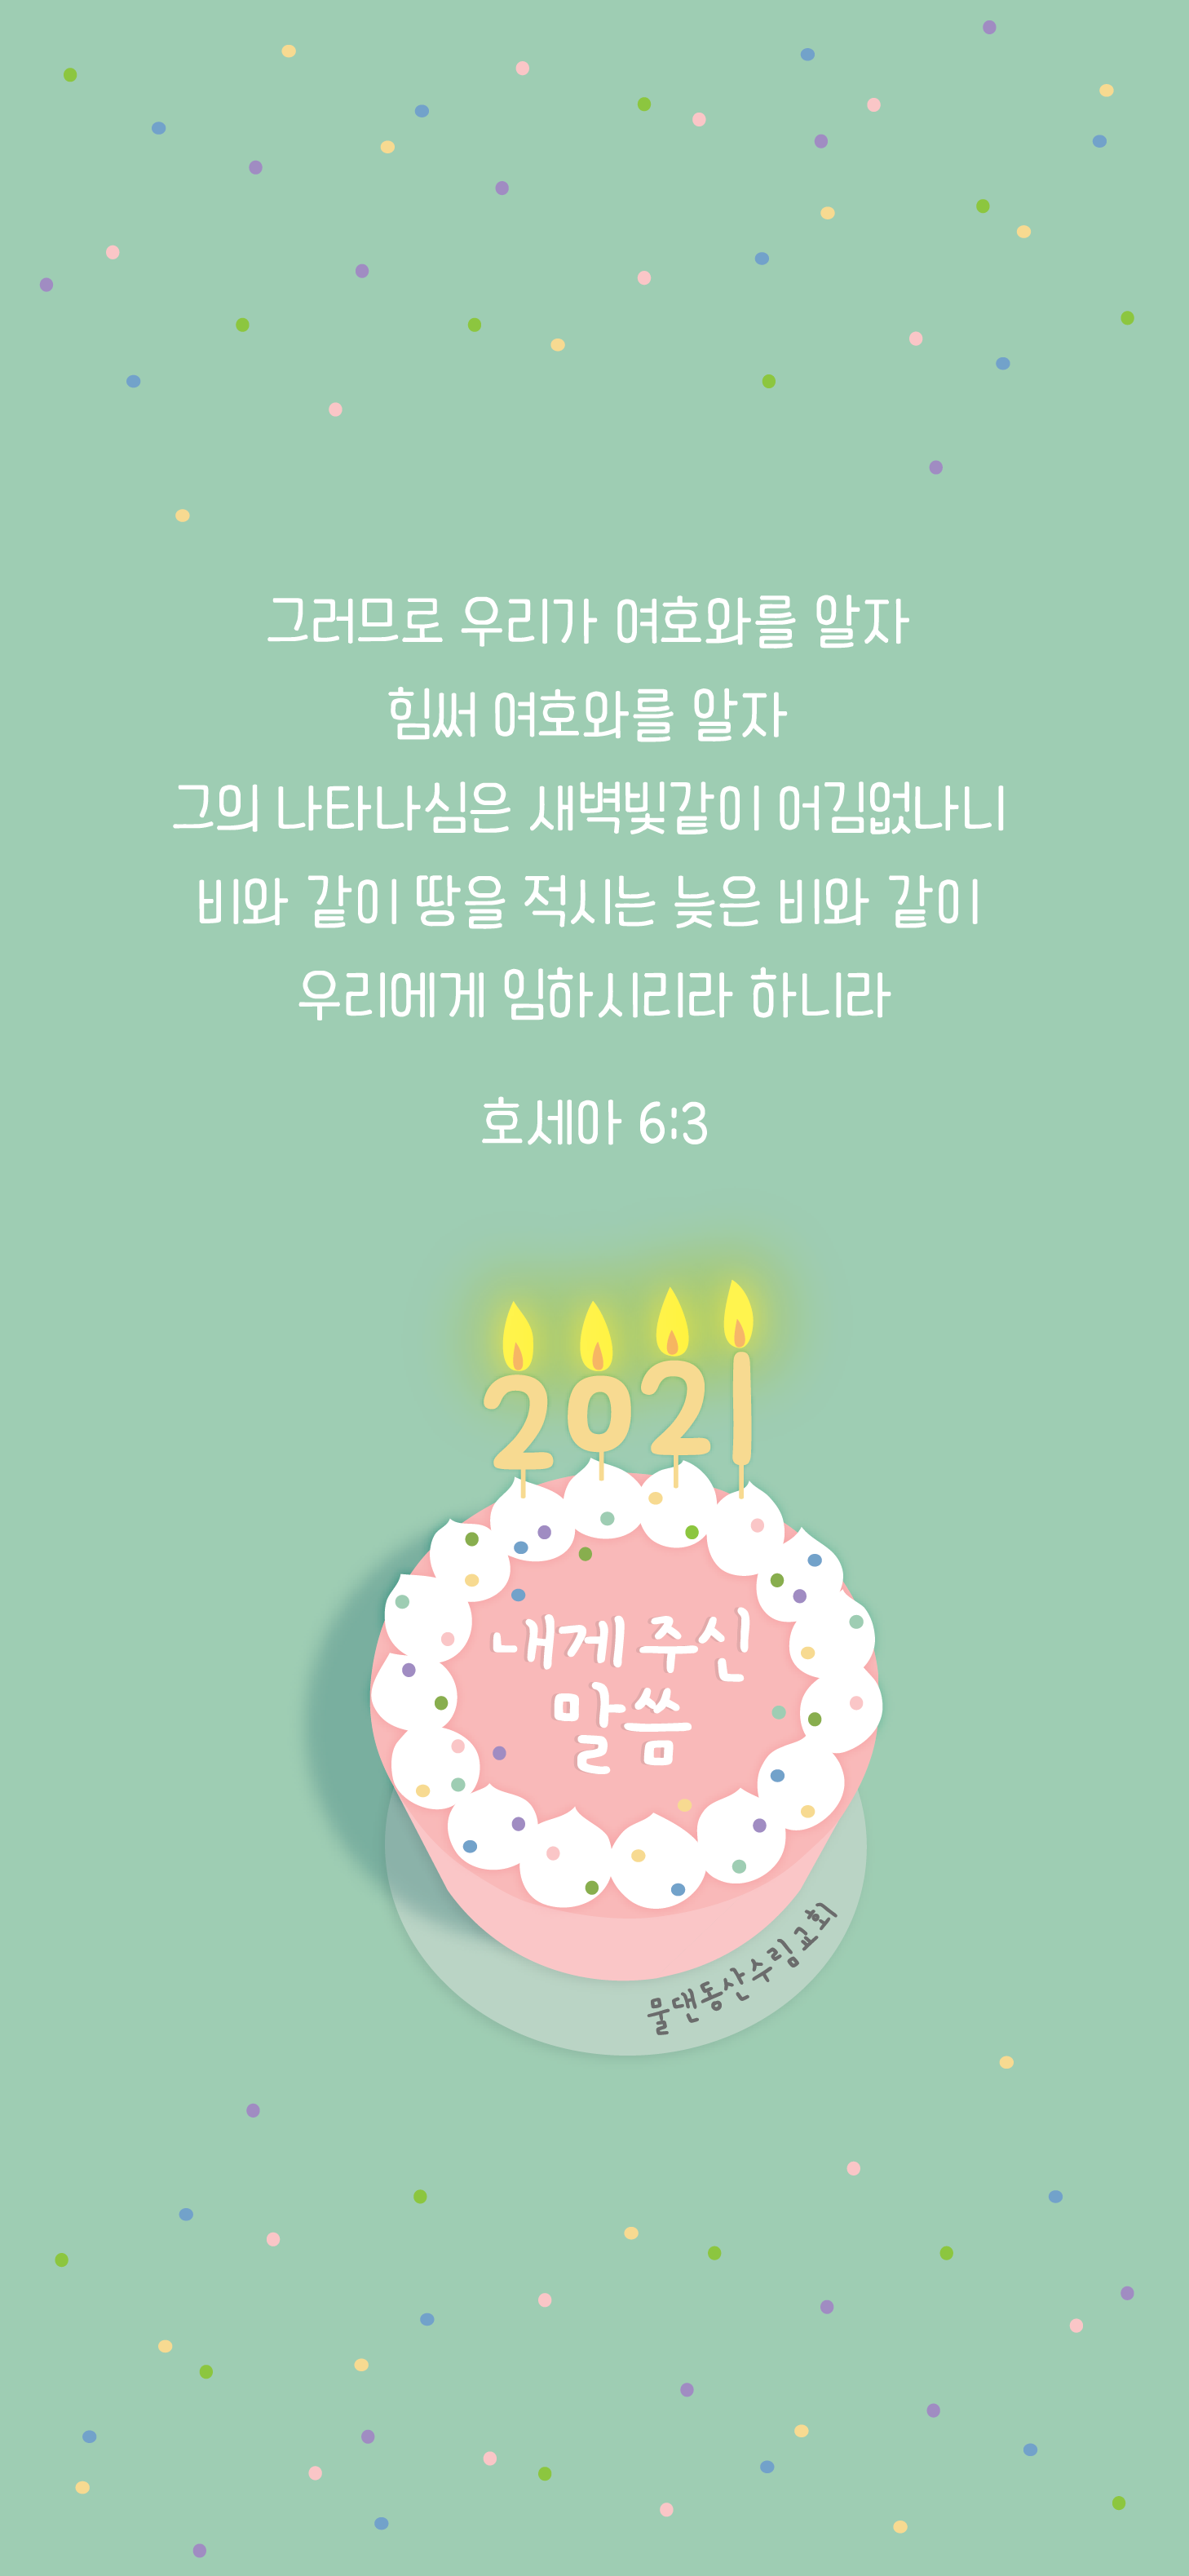 그러므로 우리가 여호와를 알자
힘써 여호와를 알자
그의 나타나심은 새벽빛같이 어김없나니
비와 같이 땅을 적시는 늦은 비와 같이
우리에게 임하시리라 하니라
호세아 6:3
2021
내게 주신
말씀
물댄동산수림교회